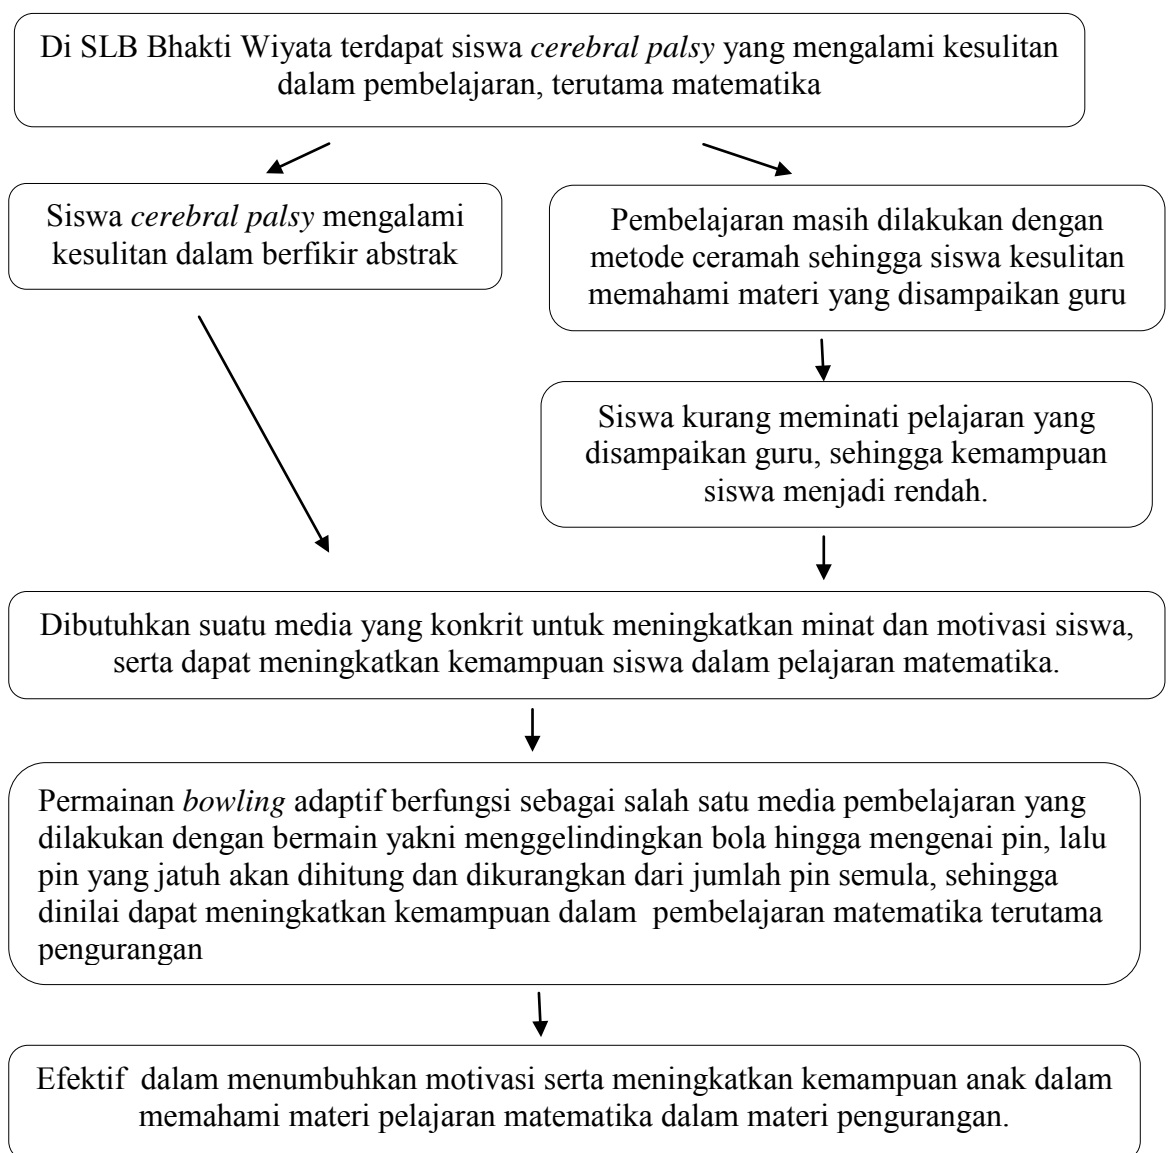 Di SLB Bhakti Wiyata terdapat siswa cerebral palsy yang mengalami kesulitan
dalam pembelajaran, terutama matematika
Siswa cerebral palsy mengalami
kesulitan dalam berfikir abstrak
Pembelajaran masih dilakukan dengan
metode ceramah sehingga siswa kesulitan
memahami materi yang disampaikan guru
Siswa kurang meminati pelajaran yang
disampaikan guru, sehingga kemampuan
siswa menjadi rendah.
Dibutuhkan suatu media yang konkrit untuk meningkatkan minat dan motivasi siswa,
serta dapat meningkatkan kemampuan siswa dalam pelajaran matematika.
Permainan bowling adaptif berfungsi sebagai salah satu media pembelajaran yang
dilakukan dengan bermain yakni menggelindingkan bola hingga mengenai pin, lalu
pin yang jatuh akan dihitung dan dikurangkan dari jumlah pin semula, sehingga
dinilai dapat meningkatkan kemampuan dalam pembelajaran matematika terutama
pengurangan
Efektif dalam menumbuhkan motivasi serta meningkatkan kemampuan anak dalam
memahami materi pelajaran matematika dalam materi pengurangan.